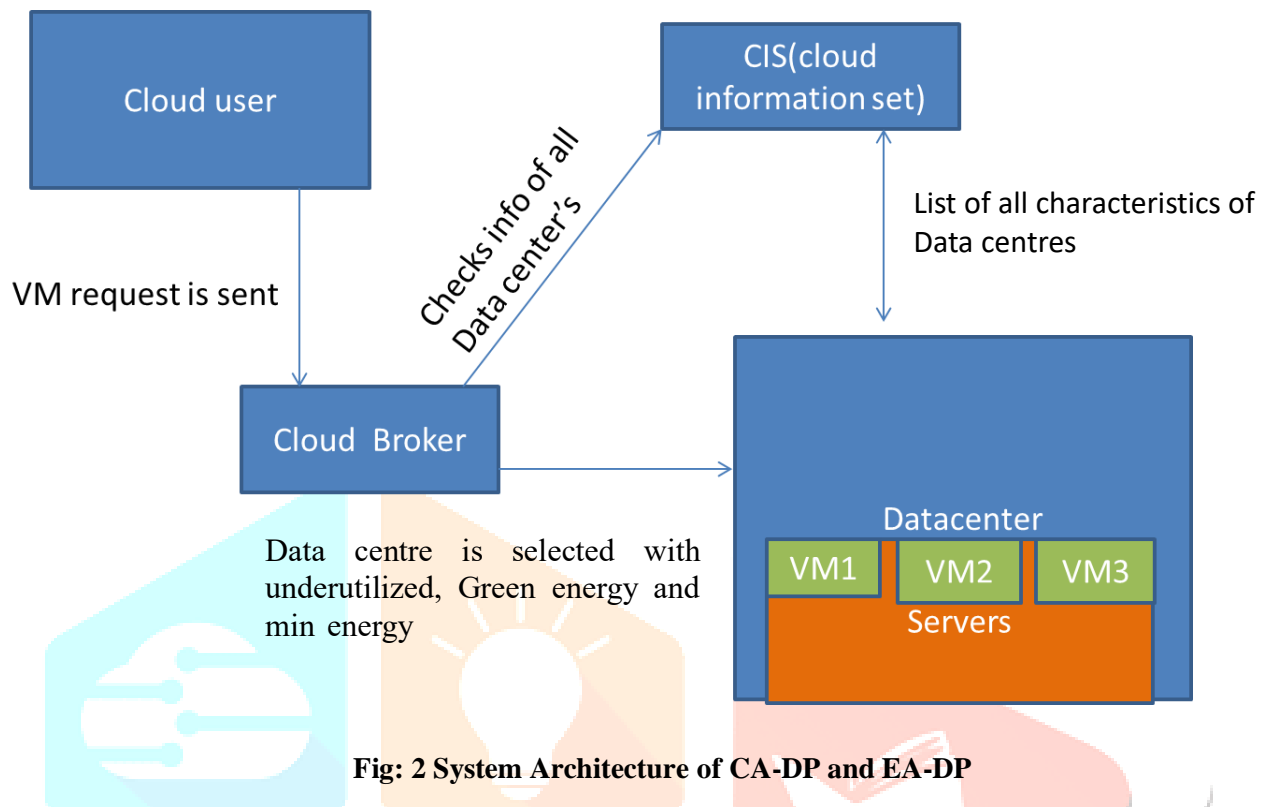 Cloud user
CIS(cloud
information set)
Checks info of all
Data center's
List of all characteristics of
Data centres
VM request is sent
Cloud Broker
Data centre is selected with
underutilized, Green energy and
min energy
Datacenter
VM1 VM2 VM3
Servers
Fig: 2 System Architecture of CA-DP and EA-DP